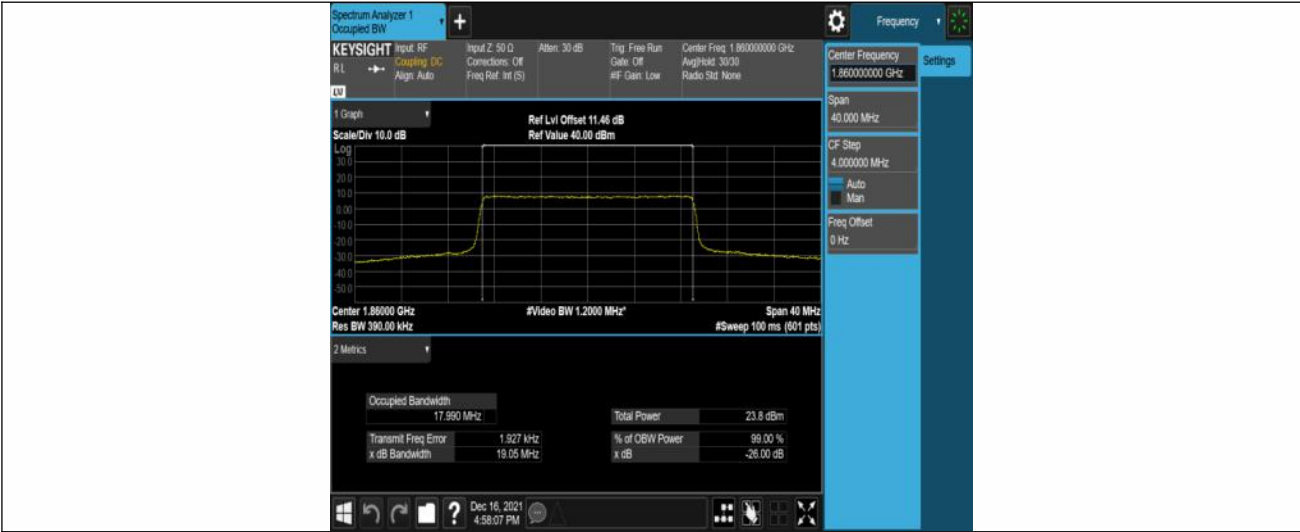 Spectrum Analyzer 1
Occupied BW
+
Frequency
KEYSIGHT
R L
Input: RF
Coupling: DC
Align: Auto
Input Z: 50 Ω
Corrections: Off
Freq Ref: Int (S)
Atten: 30 dB
Trig: Free Run
Gate: Off
#IF Gain: Low
Center Freq: 1.860000000 GHz
Avg|Hold: 30/30
Radio Std: None
Center Frequency
1.860000000 GHz
Settings
Span
40.000 MHz
CF Step
4.000000 MHz
Auto
Man
Freq Offset
0 Hz
1 Graph
Ref Lvl Offset 11.46 dB
Scale/Div 10.0 dB
Ref Value 40.00 dBm
Log
30.0
20.0
10.0
0.00
-10.0
-20.0
-30.0
-40.0
-50.0
Center 1.86000 GHz
#Video BW 1.2000 MHz*
Span 40 MHz
Res BW 390.00 kHz
#Sweep 100 ms (601 pts)
2 Metrics
Occupied Bandwidth
17.990 MHz
Total Power 23.8 dBm
Transmit Freq Error 1.927 kHz
% of OBW Power 99.00 %
x dB Bandwidth 19.05 MHz
x dB -26.00 dB
?
Dec 16, 2021
4:58:07 PM